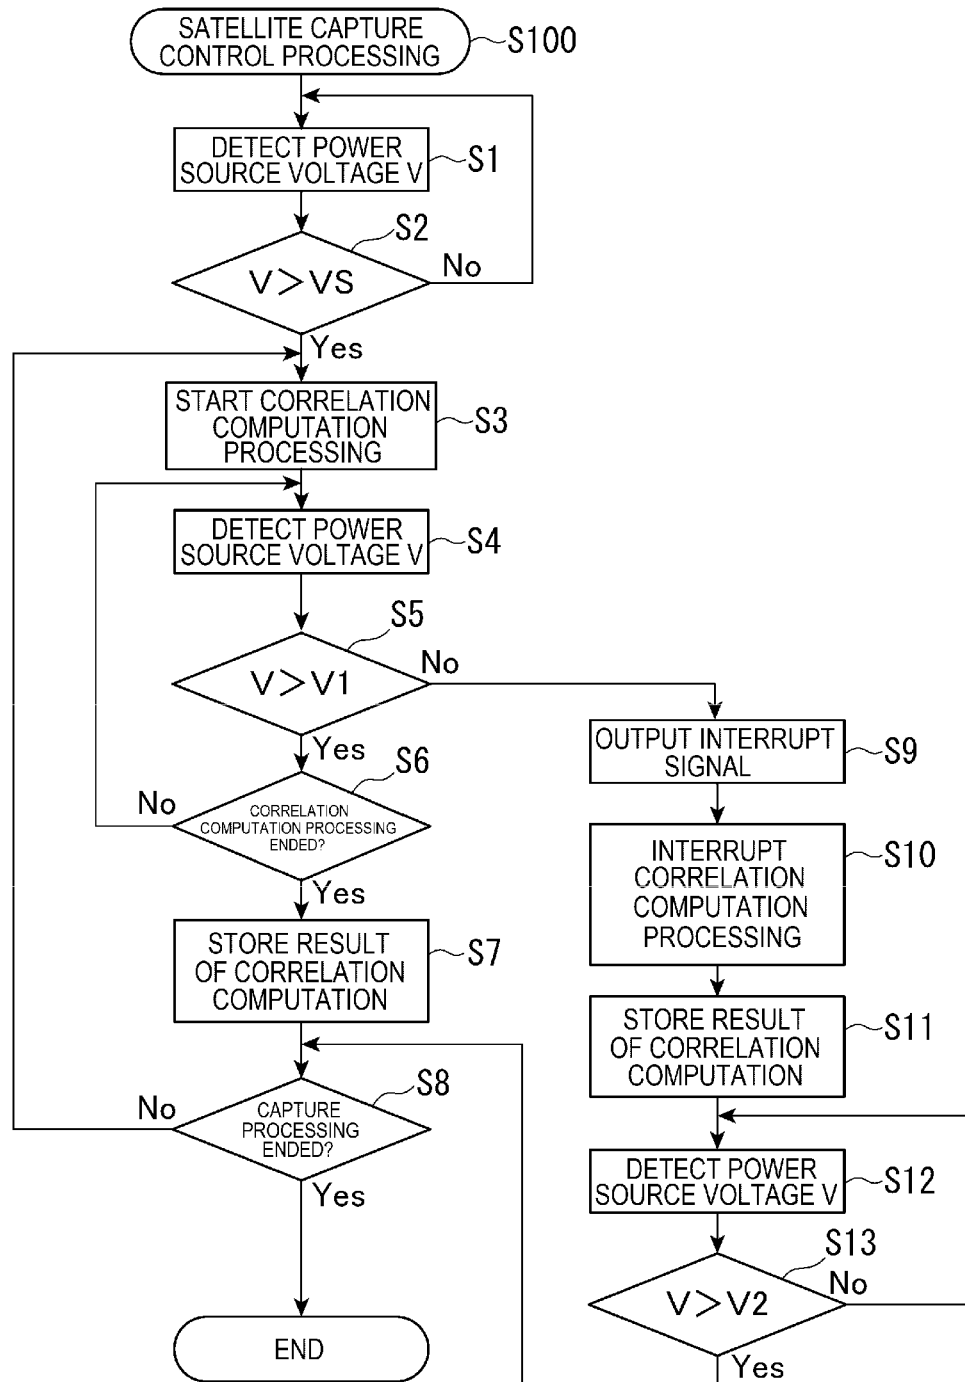 SATELLITE CAPTURE
CONTROL PROCESSING
S100
DETECT POWER
SOURCE VOLTAGE V
S1
S2
V > VS
No
Yes
START CORRELATION
COMPUTATION
PROCESSING
S3
DETECT POWER
SOURCE VOLTAGE V
S4
S5
V > V1
No
Yes
S6
No
CORRELATION
COMPUTATION PROCESSING
ENDED?
Yes
STORE RESULT
OF CORRELATION
COMPUTATION
S7
S8
No
CAPTURE
PROCESSING
ENDED?
Yes
END
OUTPUT INTERRUPT
SIGNAL
S9
INTERRUPT
CORRELATION
COMPUTATION
PROCESSING
S10
STORE RESULT
OF CORRELATION
COMPUTATION
S11
DETECT POWER
SOURCE VOLTAGE V
S12
S13
V > V2
No
Yes